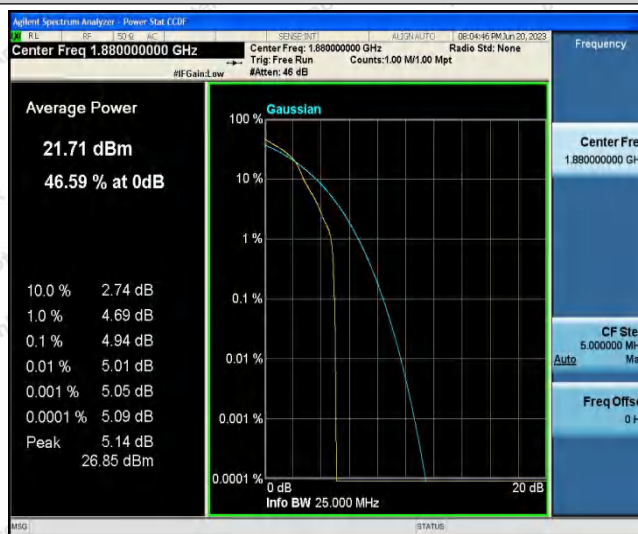 Agilent Spectrum Analyzer - Power Stat CCDF
RL RF 50 Ω AC SENSE:INT ALIGN AUTO 08:04:46 PM Jun 20, 2023
Center Freq 1.880000000 GHz
Center Freq: 1.880000000 GHz Radio Std: None
Trig: Free Run Counts:1.00 M/1.00 Mpt
#IFGain:Low #Atten: 46 dB
Frequency
Average Power
21.71 dBm
46.59 % at 0dB
10.0 % 2.74 dB
1.0 % 4.69 dB
0.1 % 4.94 dB
0.01 % 5.01 dB
0.001 % 5.05 dB
0.0001 % 5.09 dB
Peak 5.14 dB
26.85 dBm
Gaussian
100 %
10 %
1 %
0.1 %
0.01 %
0.001 %
0.0001 %
0 dB 20 dB
Info BW 25.000 MHz
Center Fre
1.880000000 GH
CF Ste
5.000000 MH
Auto Ma
Freq Offse
0 H
MSG STATUS